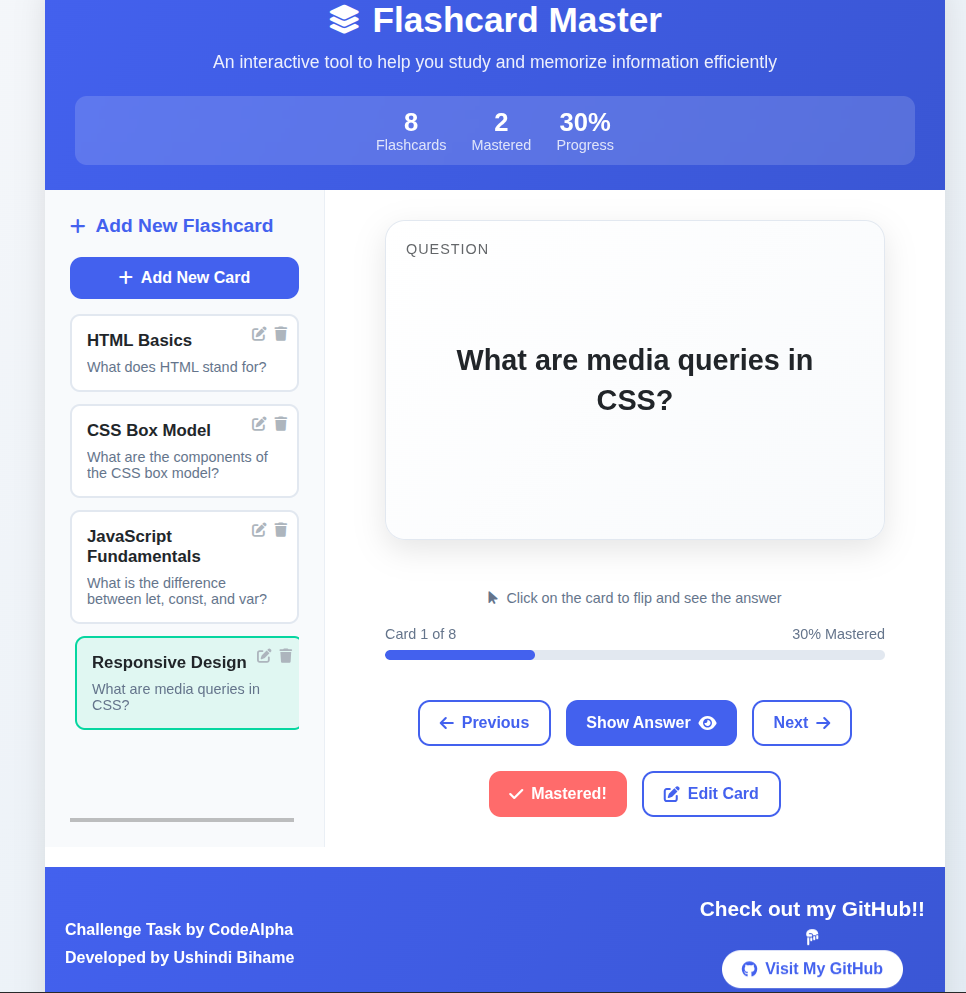 Flashcard Master
An interactive tool to help you study and memorize information efficiently
8
Flashcards
2
Mastered
30%
Progress
Add New Flashcard
Add New Card
HTML Basics
What does HTML stand for?
CSS Box Model
What are the components of
the CSS box model?
JavaScript
Fundamentals
What is the difference
between let, const, and var?
Responsive Design
What are media queries in
CSS?
QUESTION
What are media queries in
CSS?
Click on the card to flip and see the answer
Card 1 of 8
30% Mastered
Previous
Show Answer
Next
Mastered!
Edit Card
Challenge Task by CodeAlpha
Developed by Ushindi Bihame
Check out my GitHub!!
Visit My GitHub